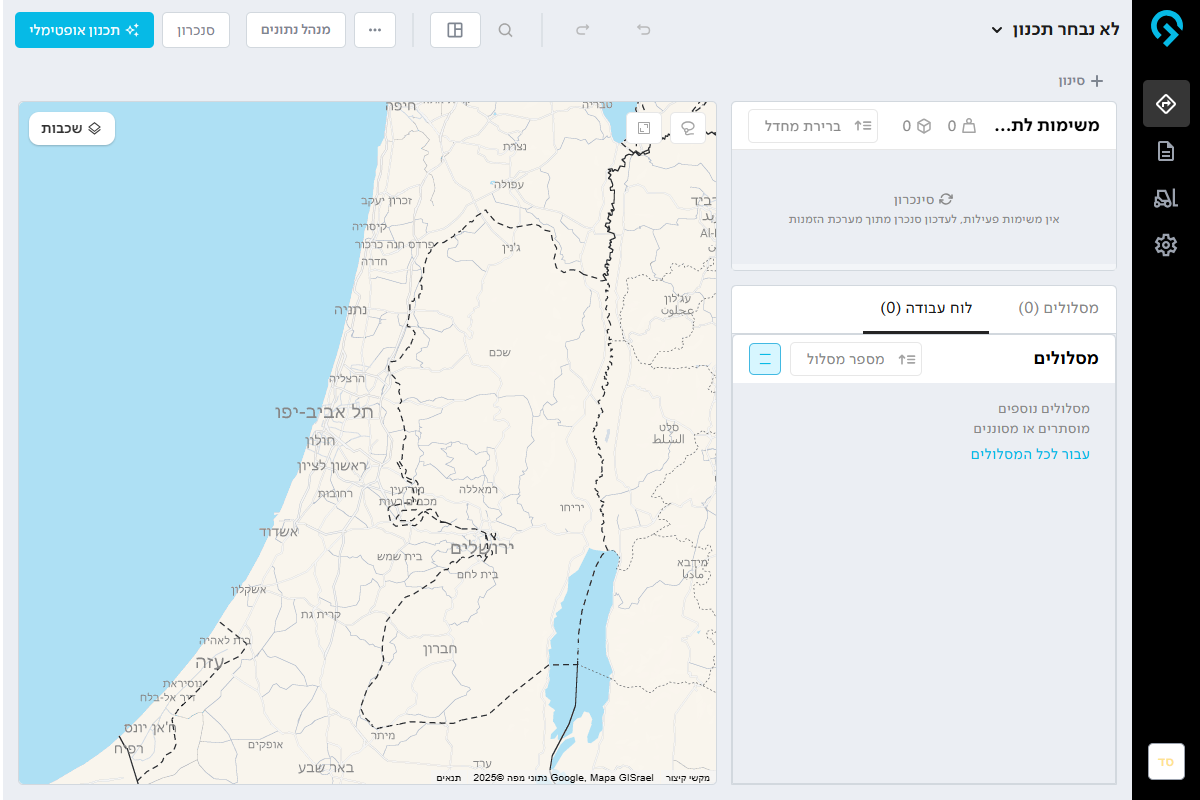 לא נבחר תכנון
תכנון אופטימלי
סנכרון
מנהל נתונים
סינון
משימות לת...
0
0
ברירת מחדל
סינכרון
אין משימות פעילות, לעדכון סנכרן מתוך מערכת הזמנות
מסלולים (0)
לוח עבודה (0)
מסלולים
מספר מסלול
מסלולים נוספים
מוסתרים או מסוננים
עבור לכל המסלולים
סד
שכבות
חיפה
טבריה
נצרת
עפולה
זכרון יעקב
קיסריה
פרדס חנה כרכור
חדרה
ג'נין
נתניה
עג'לון
عجلون
שכם
הרצליה
תל אביב-יפו
חולון
סלט
السلط
ראשון לציון
רחובות
מודיעין
מכבים רעות
רמאללה
יריחו
אשדוד
ירושלים
בית שמש
מידבא
مادبا
בית לחם
אשקלון
קרית גת
בית לאהיה
עזה
חברון
נוסיראת
דיר אל-בלח
ח'אן יונס
רפיח
מיתר
אופקים
באר שבע
ערד
מקשי קיצור
נתוני מפה ©2025 Google, Mapa GISrael
תנאים